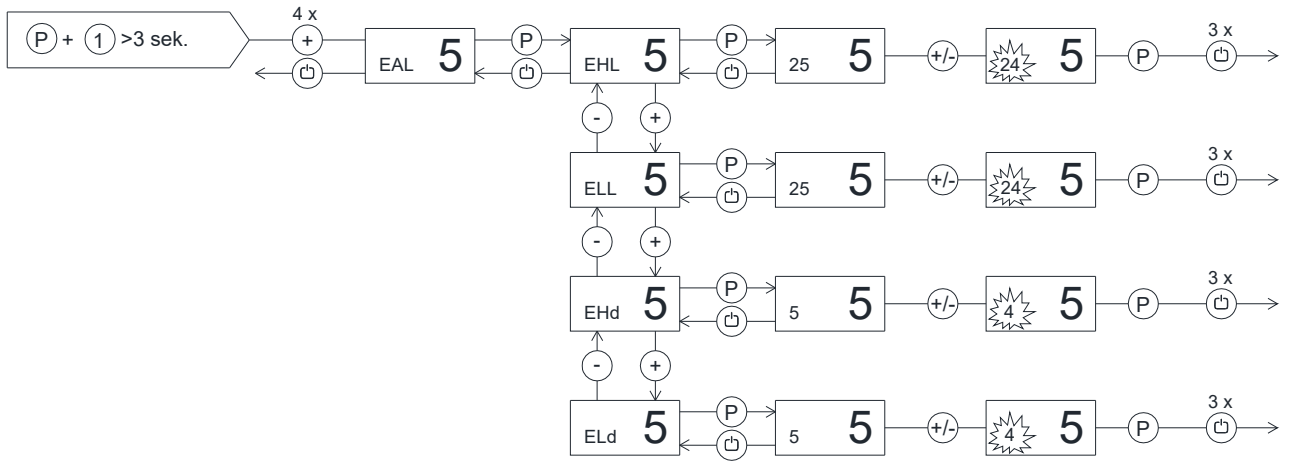 4 x
P + 1 >3 sek. + EAL 5 P EHL 5 P 25 5 +/- 24 5 P 3 x
- +
ELL 5 P 25 5 +/- 24 5 P 3 x
- +
EHd 5 P 5 5 +/- 4 5 P 3 x
- +
ELd 5 P 5 5 +/- 4 5 P 3 x